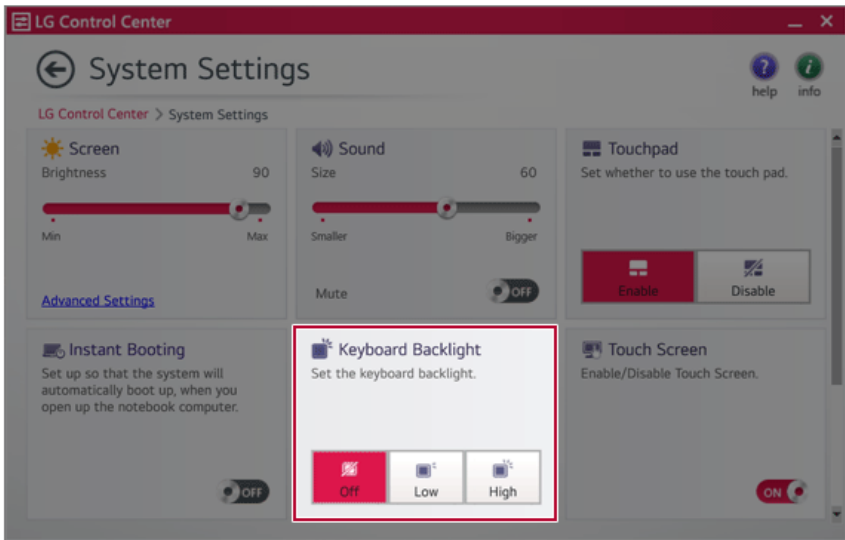 LG Control Center
System Settings
help info
LG Control Center > System Settings
Screen
Brightness 90
Min Max
Advanced Settings
Sound
Size 60
Smaller Bigger
Mute OFF
Touchpad
Set whether to use the touch pad.
Enable Disable
Instant Booting
Set up so that the system will
automatically boot up, when you
open up the notebook computer.
OFF
Keyboard Backlight
Set the keyboard backlight.
Off Low High
Touch Screen
Enable/Disable Touch Screen.
ON